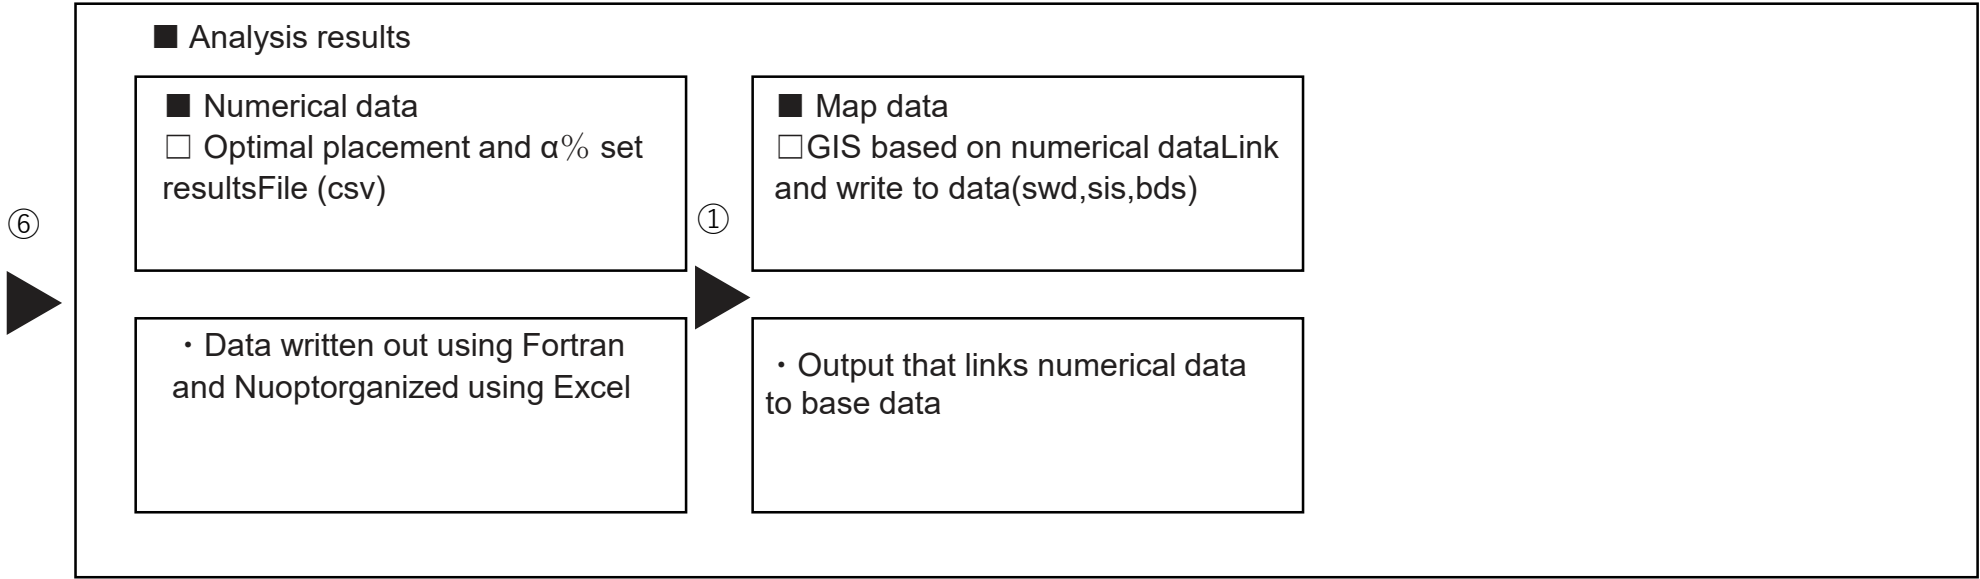 ■ Analysis results
■ Numerical data
□ Optimal placement and α% set
resultsFile (csv)
⑥
・Data written out using Fortran
and Nuoptorganized using Excel
①
■ Map data
□GIS based on numerical dataLink
and write to data(swd,sis,bds)
・Output that links numerical data
to base data